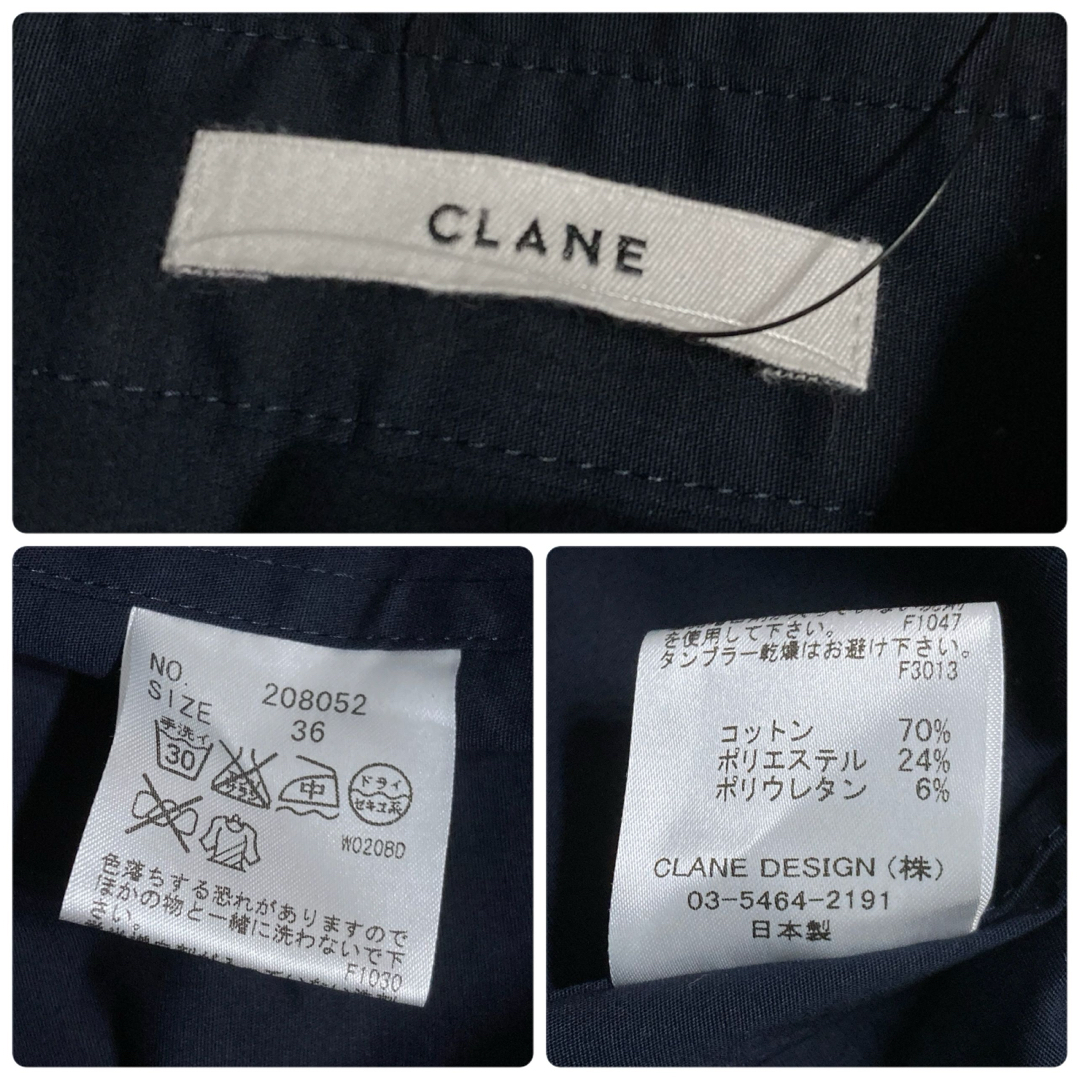 CLANE
NO. 208052
SIZE 36
手洗イ
30
中
ドライ
セキユ系
W020BD
色落ちする恐れがありますので
ほかの物と一緒に洗わないで下
さい。
F1030
を使用して下さい。
F1047
タンブラー乾燥はお避け下さい。
F3013
コットン 70%
ポリエステル 24%
ポリウレタン 6%
CLANE DESIGN (株)
03-5464-2191
日本製